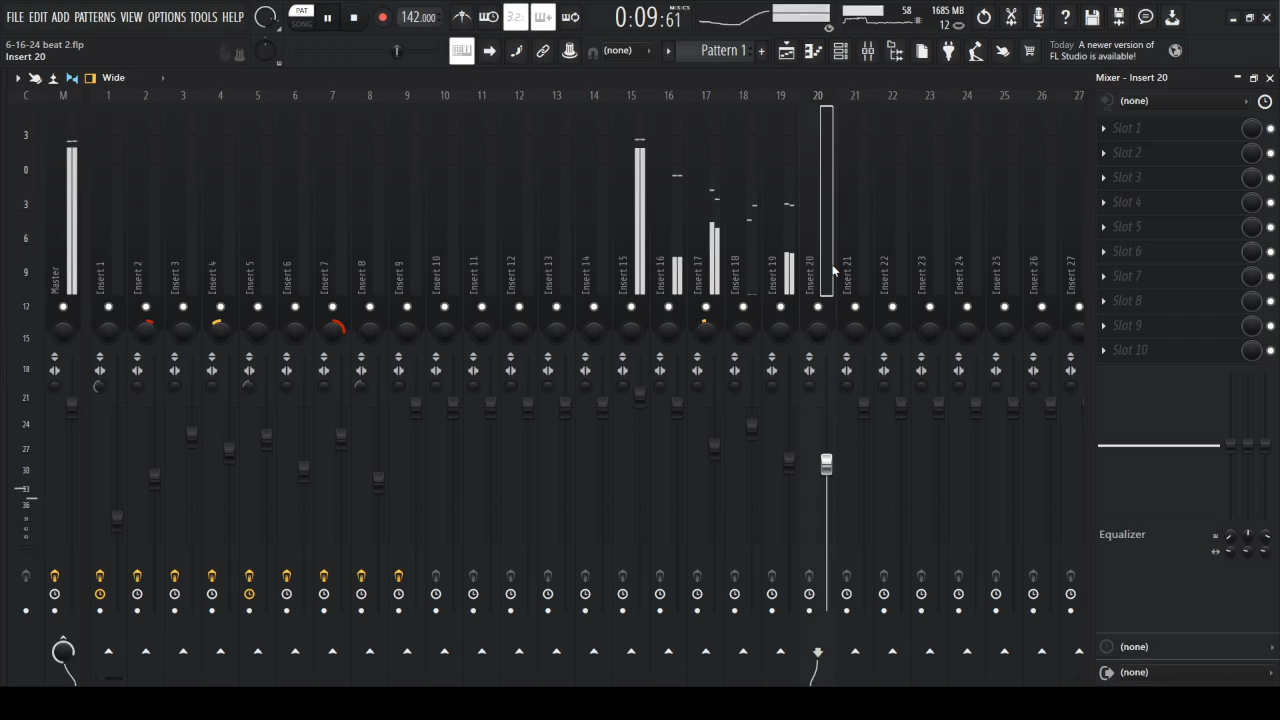 FILE EDIT ADD PATTERNS VIEW OPTIONS TOOLS HELP
PAT
SONG
142.000
3.2.
0:09:61
M:S:CS
58
1685 MB
12
6-16-24 beat 2.flp
Insert 20
(none)
Pattern 1
Today A newer version of
FL Studio is available!
Wide
Mixer - Insert 20
C M 1 2 3 4 5 6 7 8 9 10 11 12 13 14 15 16 17 18 19 20 21 22 23 24 25 26 27
(none)
3
0
3
6
9
12
15
18
21
24
27
30
33
36
Master
Insert 1
Insert 2
Insert 3
Insert 4
Insert 5
Insert 6
Insert 7
Insert 8
Insert 9
Insert 10
Insert 11
Insert 12
Insert 13
Insert 14
Insert 15
Insert 16
Insert 17
Insert 18
Insert 19
Insert 20
Insert 21
Insert 22
Insert 23
Insert 24
Insert 25
Insert 26
Insert 27
Slot 1
Slot 2
Slot 3
Slot 4
Slot 5
Slot 6
Slot 7
Slot 8
Slot 9
Slot 10
Equalizer
(none)
(none)